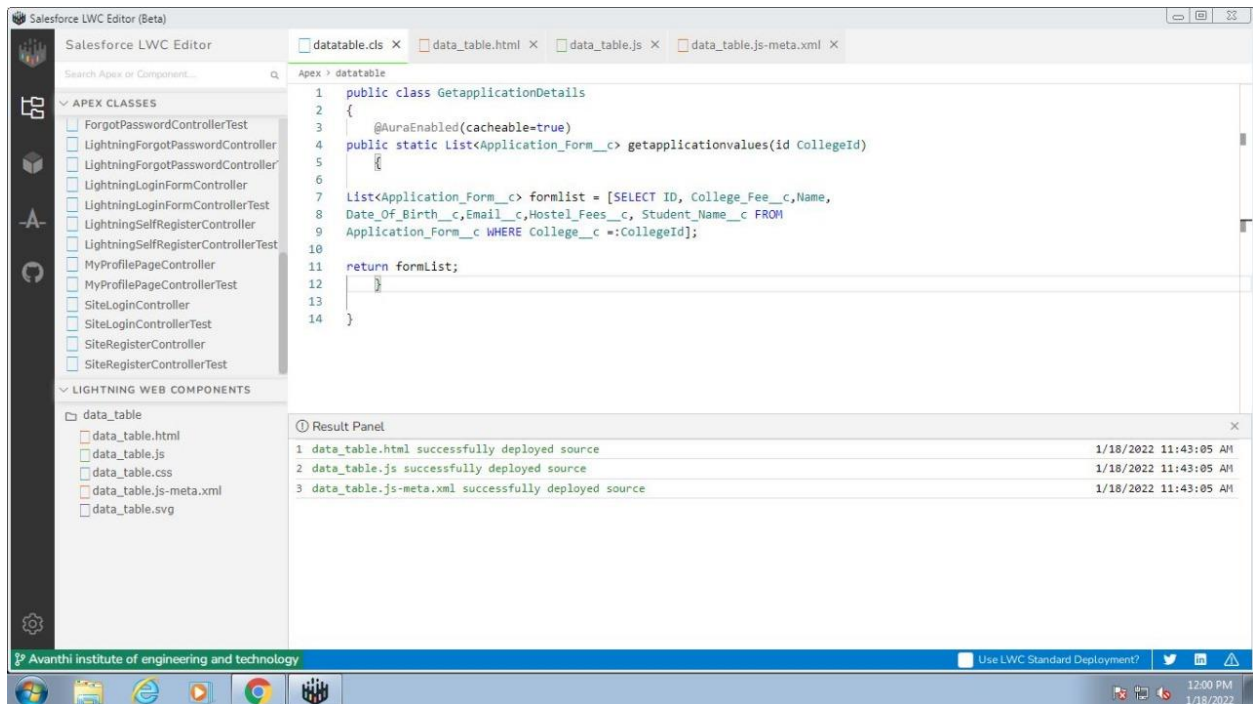 Salesforce LWC Editor (Beta)
Salesforce LWC Editor
Search Apex or Component...
APEX CLASSES
ForgotPasswordControllerTest
LightningForgotPasswordController
LightningForgotPasswordController
LightningLoginFormController
LightningLoginFormControllerTest
LightningSelfRegisterController
LightningSelfRegisterControllerTest
MyProfilePageController
MyProfilePageControllerTest
SiteLoginController
SiteLoginControllerTest
SiteRegisterController
SiteRegisterControllerTest
LIGHTNING WEB COMPONENTS
data_table
data_table.html
data_table.js
data_table.css
data_table.js-meta.xml
data_table.svg
datatable.cls data_table.html data_table.js data_table.js-meta.xml
Apex > datatable
1 public class GetapplicationDetails
2 {
3 @AuraEnabled(cacheable=true)
4 public static List<Application_Form__c> getapplicationvalues(id CollegeId)
5 {
6
7 List<Application_Form__c> formlist = [SELECT ID, College_Fee__c,Name,
8 Date_Of_Birth__c,Email__c,Hostel_Fees__c, Student_Name__c FROM
9 Application_Form__c WHERE College__c =:CollegeId];
10
11 return formList;
12 }
13
14 }
Result Panel
1 data_table.html successfully deployed source 1/18/2022 11:43:05 AM
2 data_table.js successfully deployed source 1/18/2022 11:43:05 AM
3 data_table.js-meta.xml successfully deployed source 1/18/2022 11:43:05 AM
Avanthi institute of engineering and technology
Use LWC Standard Deployment?
12:00 PM
1/18/2022